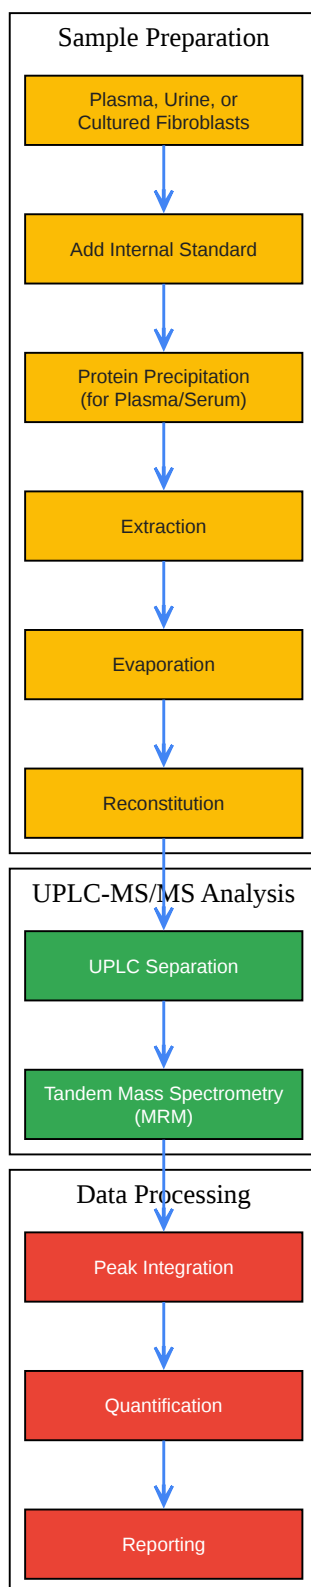 Sample Preparation
Plasma, Urine, or
Cultured Fibroblasts
Add Internal Standard
Protein Precipitation
(for Plasma/Serum)
Extraction
Evaporation
Reconstitution
UPLC-MS/MS Analysis
UPLC Separation
Tandem Mass Spectrometry
(MRM)
Data Processing
Peak Integration
Quantification
Reporting